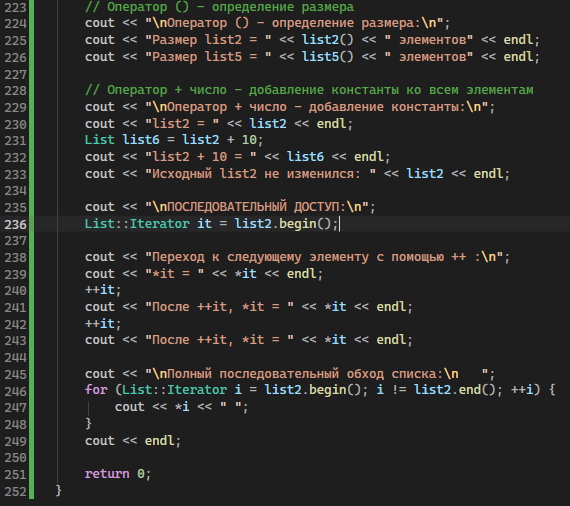 223 // Оператор () - определение размера
224 cout << "\nОператор () - определение размера:\n";
225 cout << "Размер list2 = " << list2() << " элементов" << endl;
226 cout << "Размер list5 = " << list5() << " элементов" << endl;
227
228 // Оператор + число - добавление константы ко всем элементам
229 cout << "\nОператор + число - добавление константы:\n";
230 cout << "list2 = " << list2 << endl;
231 List list6 = list2 + 10;
232 cout << "list2 + 10 = " << list6 << endl;
233 cout << "Исходный list2 не изменился: " << list2 << endl;
234
235 cout << "\nПОСЛЕДОВАТЕЛЬНЫЙ ДОСТУП:\n";
236 List::Iterator it = list2.begin();
237
238 cout << "Переход к следующему элементу с помощью ++ :\n";
239 cout << "*it = " << *it << endl;
240 ++it;
241 cout << "После ++it, *it = " << *it << endl;
242 ++it;
243 cout << "После ++it, *it = " << *it << endl;
244
245 cout << "\nПолный последовательный обход списка:\n   ";
246 for (List::Iterator i = list2.begin(); i != list2.end(); ++i) {
247 cout << *i << " ";
248 }
249 cout << endl;
250
251 return 0;
252 }